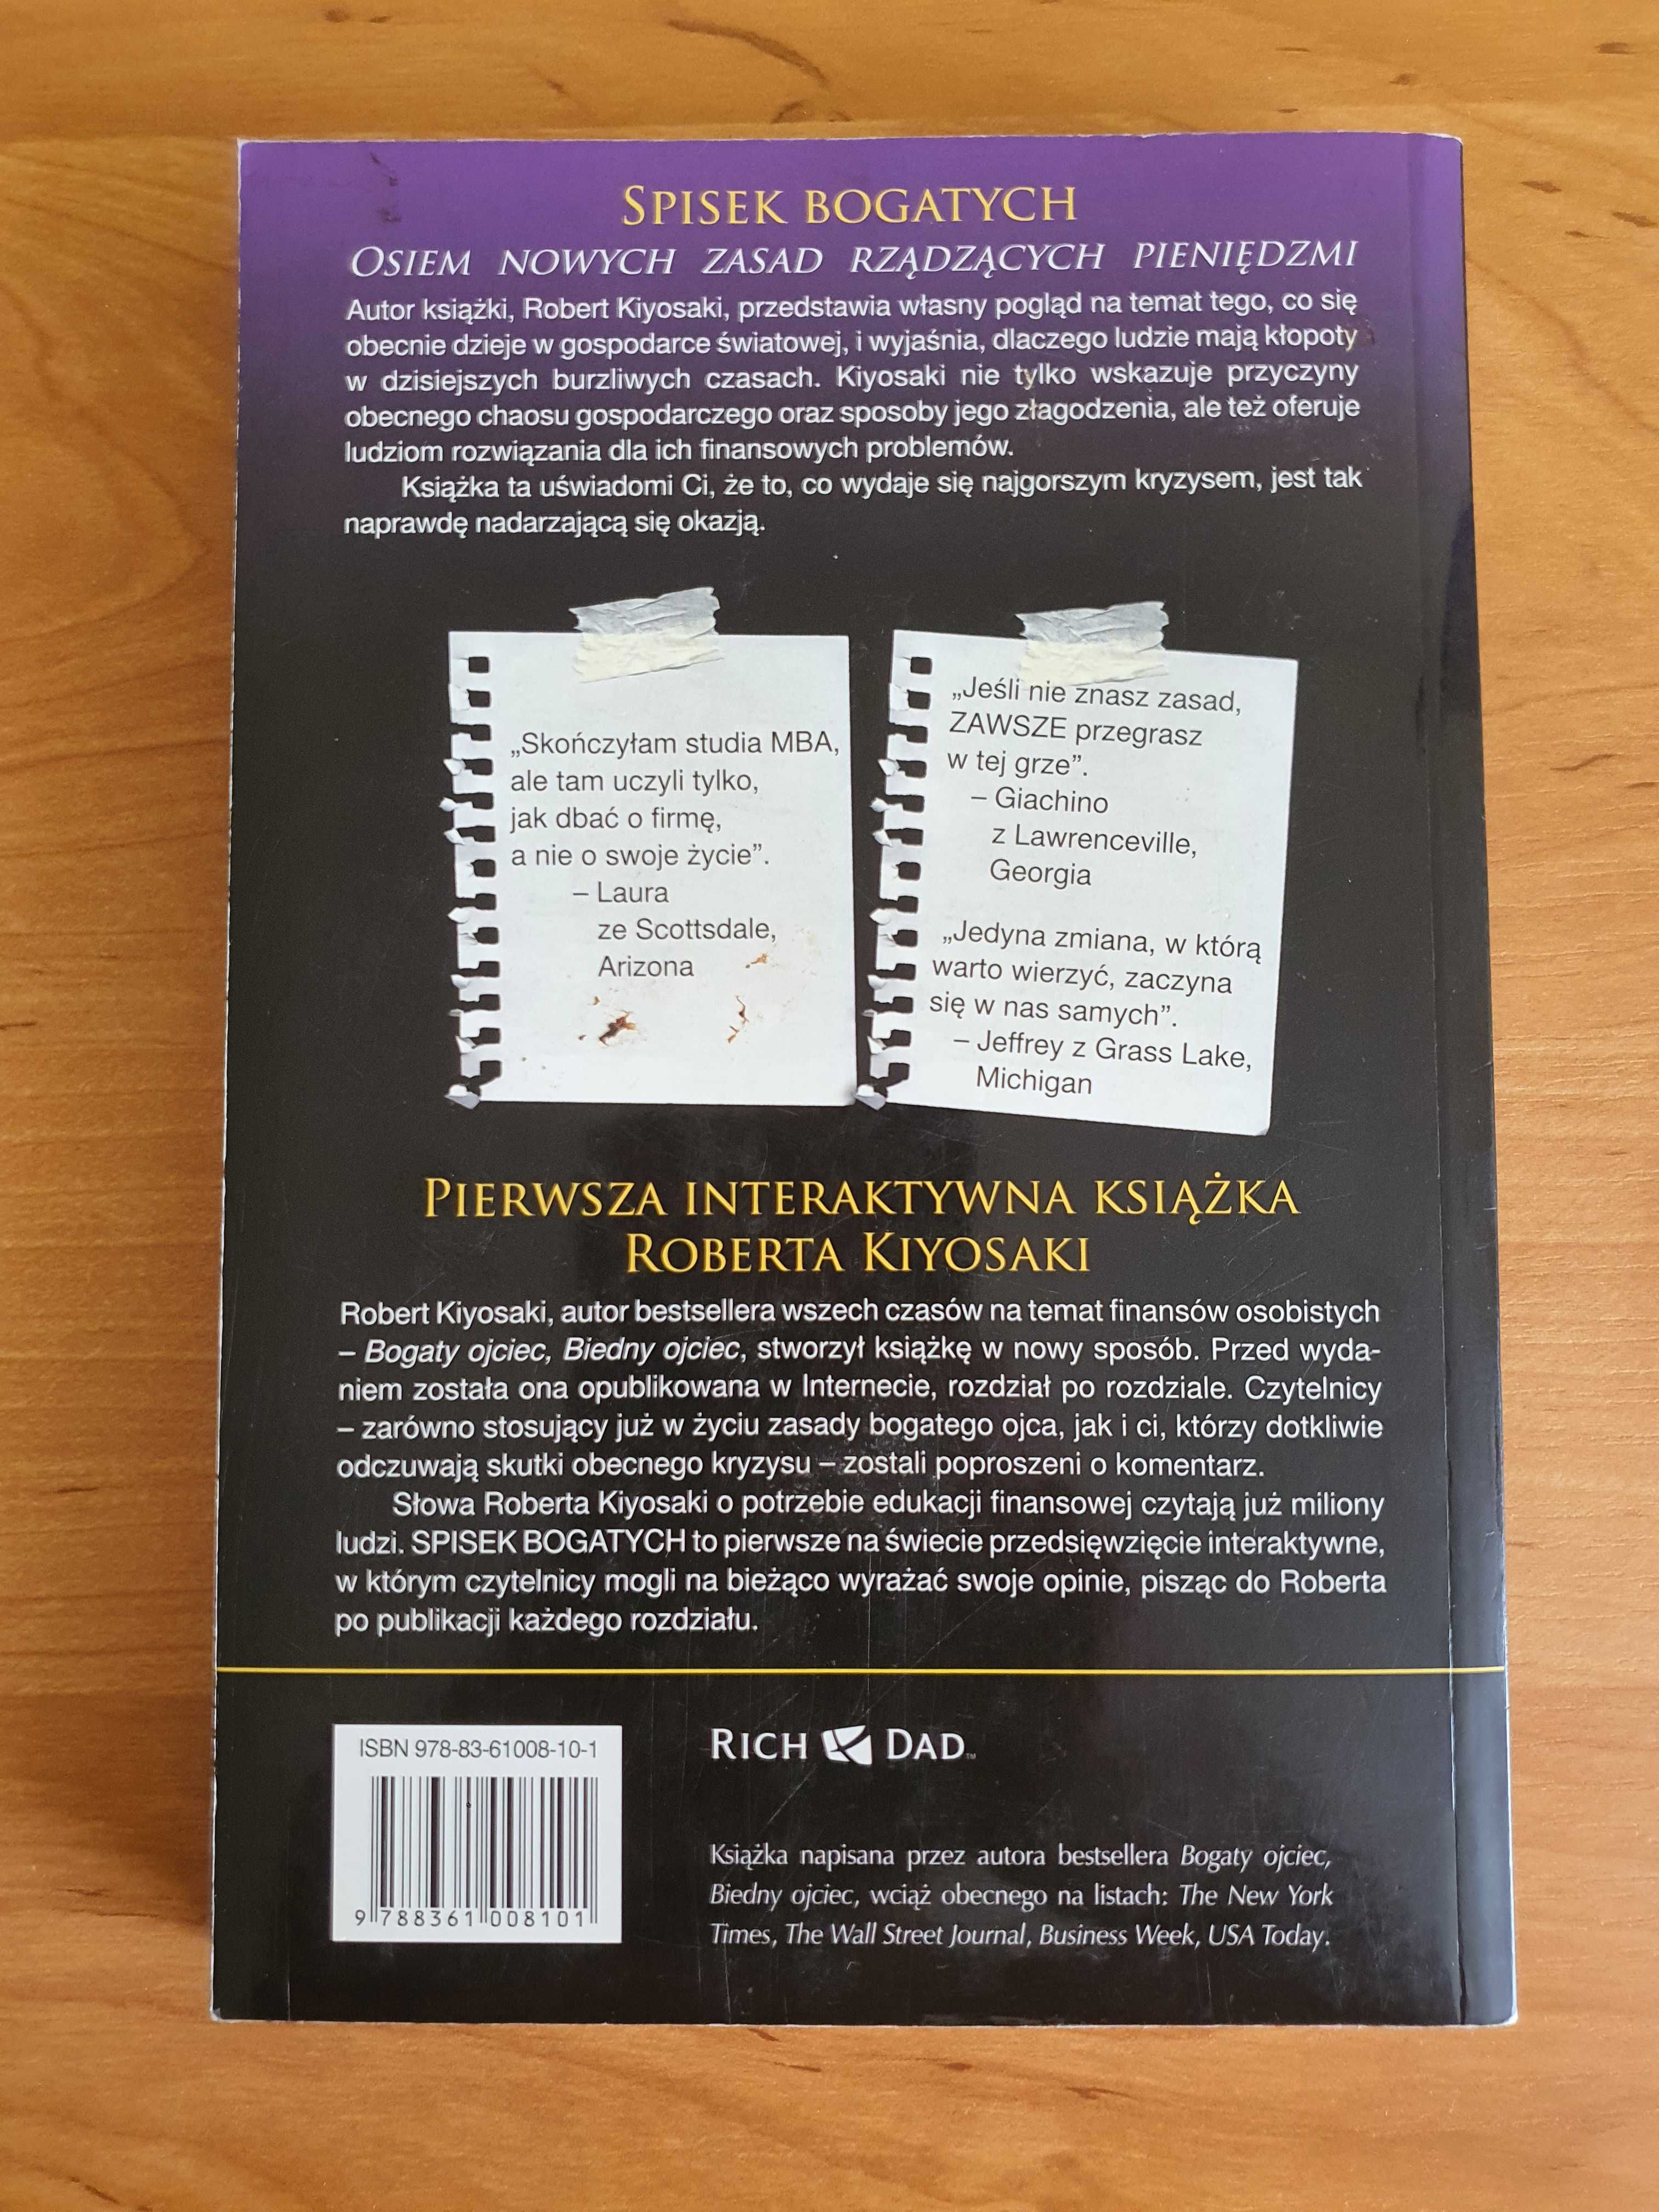 SPISEK BOGATYCH
OSIEM NOWYCH ZASAD RZĄDZĄCYCH PIENIĘDZMI
Autor książki, Robert Kiyosaki, przedstawia własny pogląd na temat tego, co się
obecnie dzieje w gospodarce światowej, i wyjaśnia, dlaczego ludzie mają kłopoty
w dzisiejszych burzliwych czasach. Kiyosaki nie tylko wskazuje przyczyny
obecnego chaosu gospodarczego oraz sposoby jego złagodzenia, ale też oferuje
ludziom rozwiązania dla ich finansowych problemów.
Książka ta uświadomi Ci, że to, co wydaje się najgorszym kryzysem, jest tak
naprawdę nadarzającą się okazją.
„Skończyłam studia MBA,
ale tam uczyli tylko,
jak dbać o firmę,
a nie o swoje życie”.
– Laura
ze Scottsdale,
Arizona
„Jeśli nie znasz zasad,
ZAWSZE przegrasz
w tej grze”.
– Giachino
z Lawrenceville,
Georgia
„Jedyna zmiana, w którą
warto wierzyć, zaczyna
się w nas samych”.
– Jeffrey z Grass Lake,
Michigan
PIERWSZA INTERAKTYWNA KSIĄŻKA
ROBERTA KIYOSAKI
Robert Kiyosaki, autor bestsellera wszech czasów na temat finansów osobistych
– Bogaty ojciec, Biedny ojciec, stworzył książkę w nowy sposób. Przed wyda-
niem została ona opublikowana w Internecie, rozdział po rozdziale. Czytelnicy
– zarówno stosujący już w życiu zasady bogatego ojca, jak i ci, którzy dotkliwie
odczuwają skutki obecnego kryzysu – zostali poproszeni o komentarz.
Słowa Roberta Kiyosaki o potrzebie edukacji finansowej czytają już miliony
ludzi. SPISEK BOGATYCH to pierwsze na świecie przedsięwzięcie interaktywne,
w którym czytelnicy mogli na bieżąco wyrażać swoje opinie, pisząc do Roberta
po publikacji każdego rozdziału.
ISBN 978-83-61008-10-1
9 788361 008101
RICH DAD™
Książka napisana przez autora bestsellera Bogaty ojciec,
Biedny ojciec, wciąż obecnego na listach: The New York
Times, The Wall Street Journal, Business Week, USA Today.